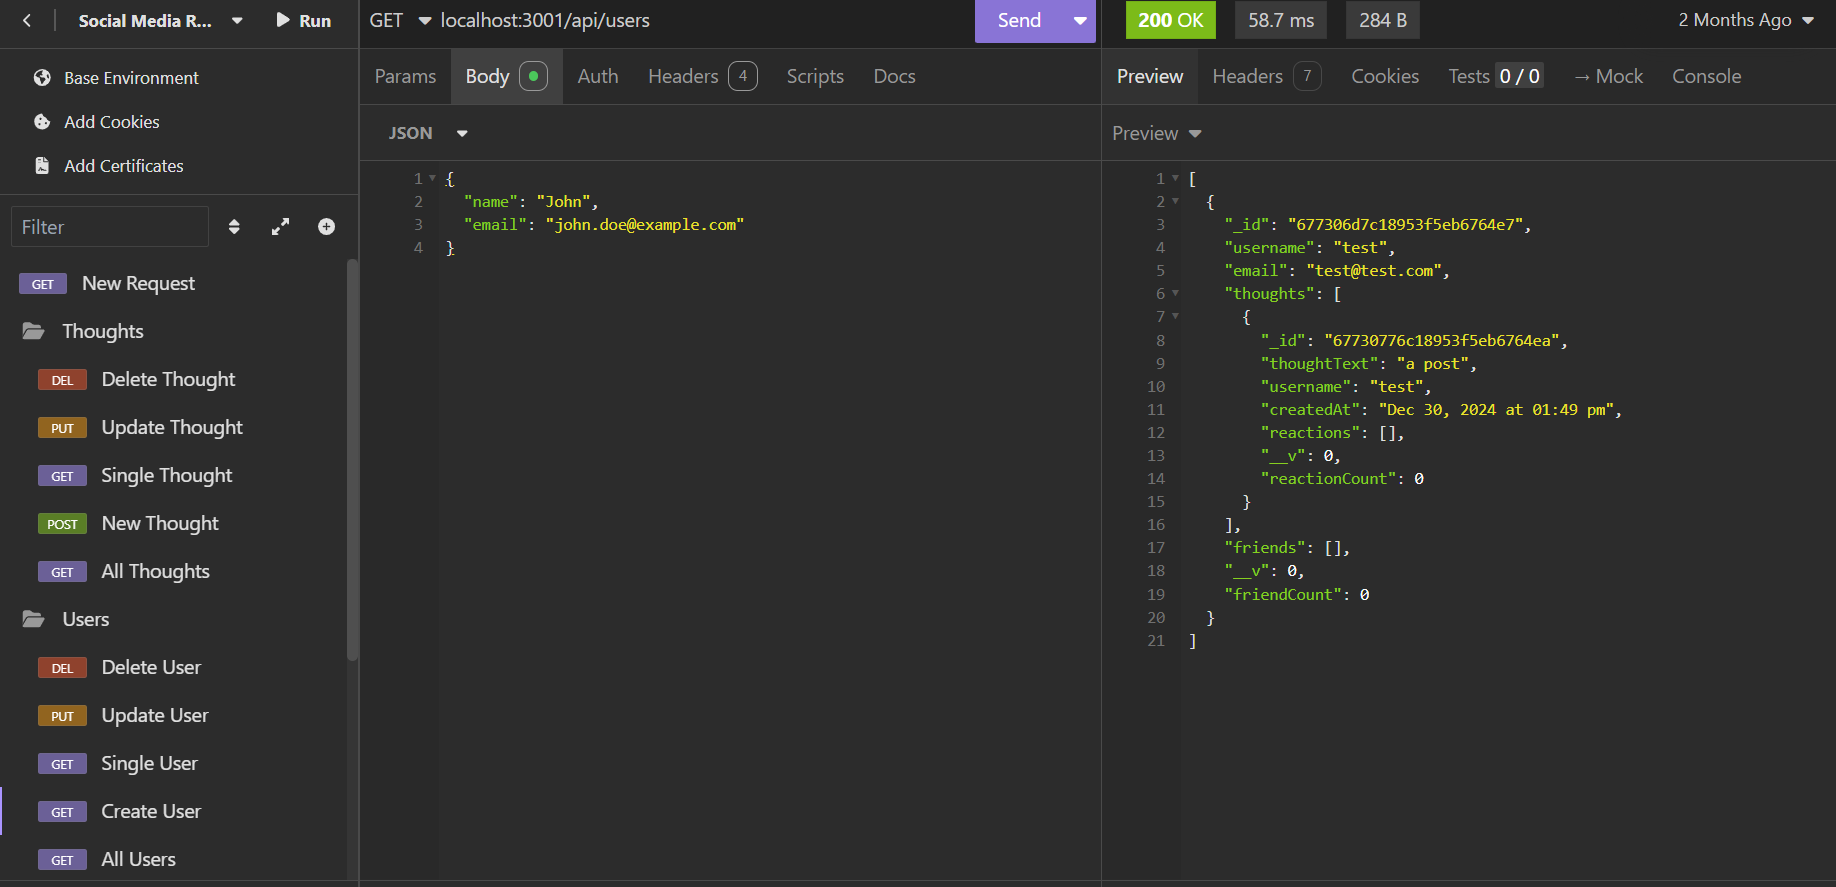 Social Media R...
Run
Base Environment
Add Cookies
Add Certificates
Filter
GET New Request
Thoughts
DEL Delete Thought
PUT Update Thought
GET Single Thought
POST New Thought
GET All Thoughts
Users
DEL Delete User
PUT Update User
GET Single User
GET Create User
GET All Users
GET localhost:3001/api/users
Send
Params Body Auth Headers 4 Scripts Docs
JSON
1 {
2 "name": "John",
3 "email": "john.doe@example.com"
4 }
200 OK 58.7 ms 284 B 2 Months Ago
Preview Headers 7 Cookies Tests 0 / 0 → Mock Console
Preview
1 [
2 {
3 "_id": "677306d7c18953f5eb6764e7",
4 "username": "test",
5 "email": "test@test.com",
6 "thoughts": [
7 {
8 "_id": "67730776c18953f5eb6764ea",
9 "thoughtText": "a post",
10 "username": "test",
11 "createdAt": "Dec 30, 2024 at 01:49 pm",
12 "reactions": [],
13 "__v": 0,
14 "reactionCount": 0
15 }
16 ],
17 "friends": [],
18 "__v": 0,
19 "friendCount": 0
20 }
21 ]